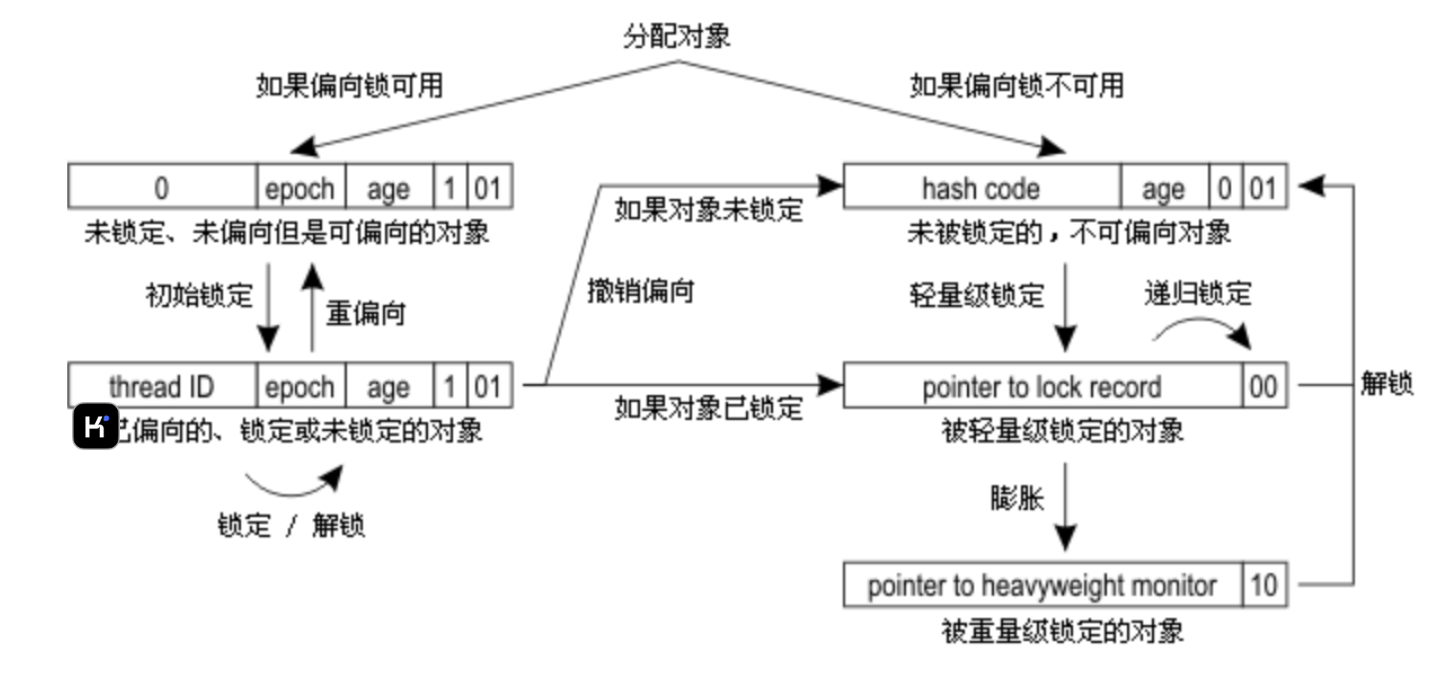 分配对象
如果偏向锁可用
如果偏向锁不可用
0 epoch age 1 01
hash code age 0 01
未锁定、未偏向但是可偏向的对象
如果对象未锁定
未被锁定的，不可偏向对象
初始锁定
重偏向
撤销偏向
轻量级锁定
递归锁定
thread ID epoch age 1 01
pointer to lock record 00
解锁
如果对象已锁定
偏向的、锁定或未锁定的对象
被轻量级锁定的对象
锁定 / 解锁
膨胀
pointer to heavyweight monitor 10
被重量级锁定的对象
K